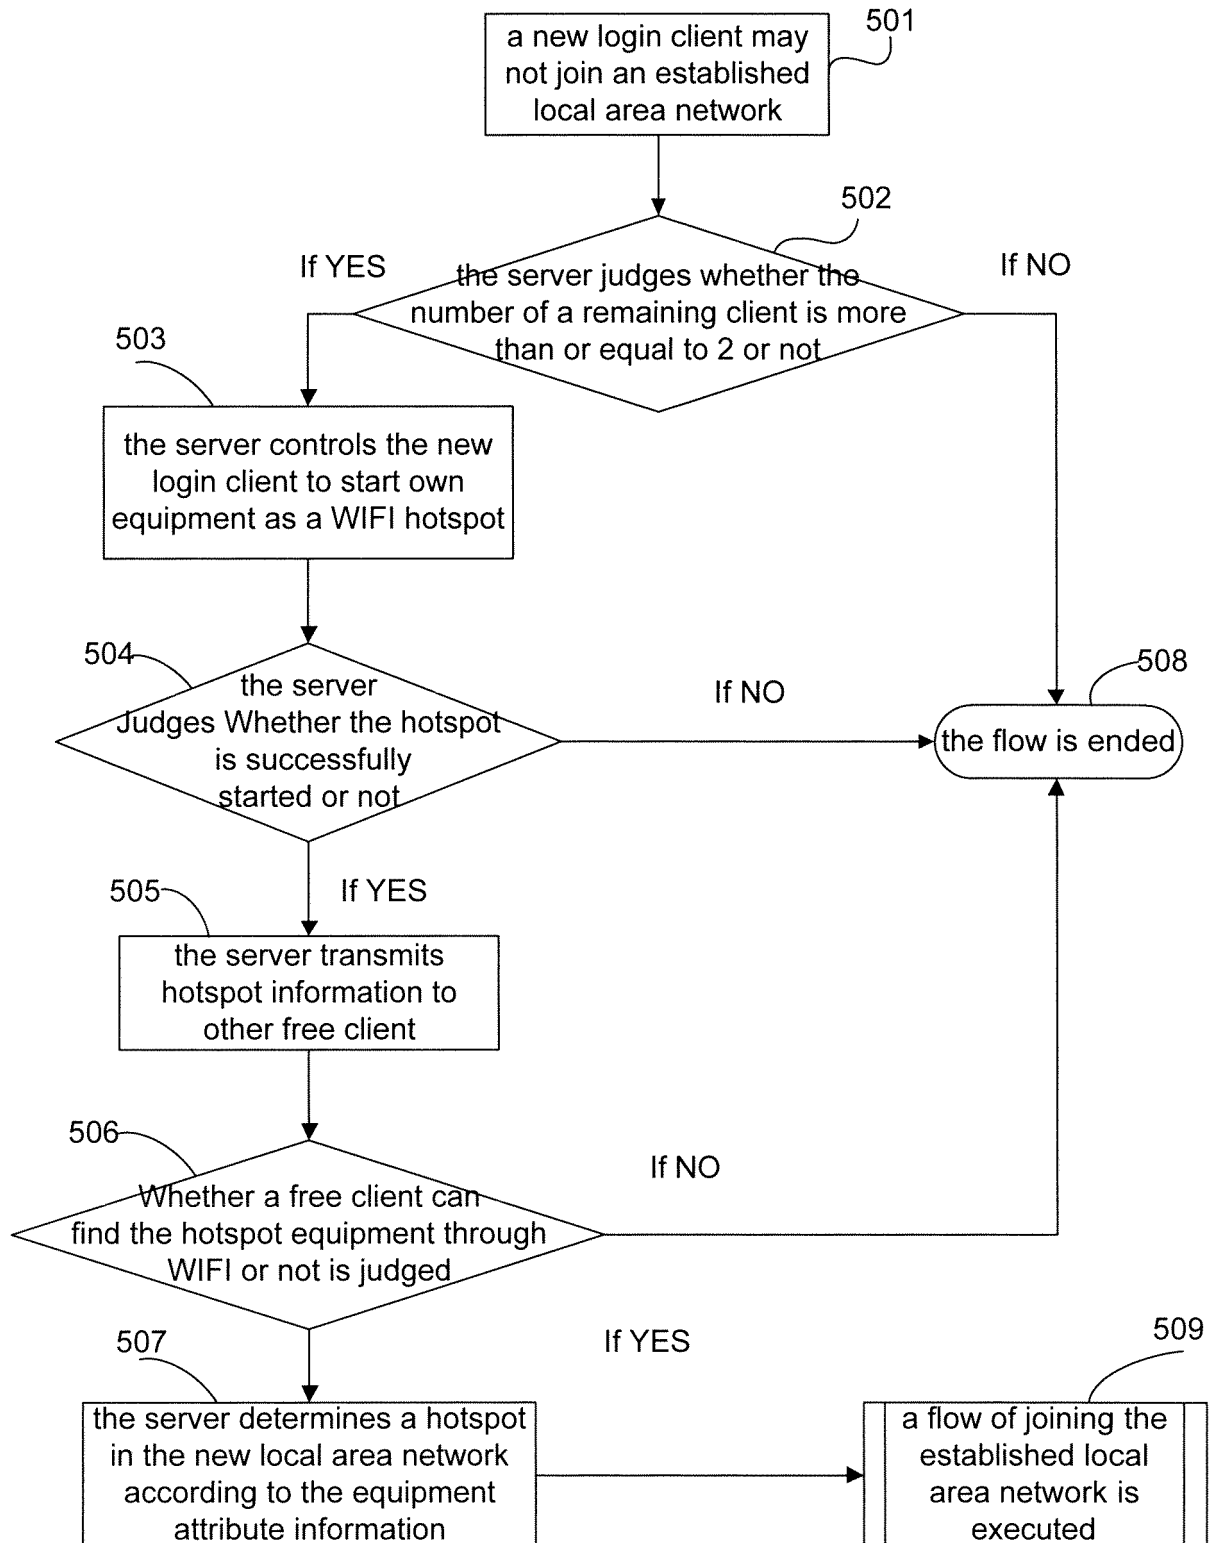 501
a new login client may
not join an established
local area network
502
If YES
If NO
the server judges whether the
number of a remaining client is more
than or equal to 2 or not
503
the server controls the new
login client to start own
equipment as a WIFI hotspot
504
the server
Judges Whether the hotspot
is successfully
started or not
If NO
508
the flow is ended
505
If YES
the server transmits
hotspot information to
other free client
506
If NO
Whether a free client can
find the hotspot equipment through
WIFI or not is judged
507
If YES
509
the server determines a hotspot
in the new local area network
according to the equipment
attribute information
a flow of joining the
established local
area network is
executed